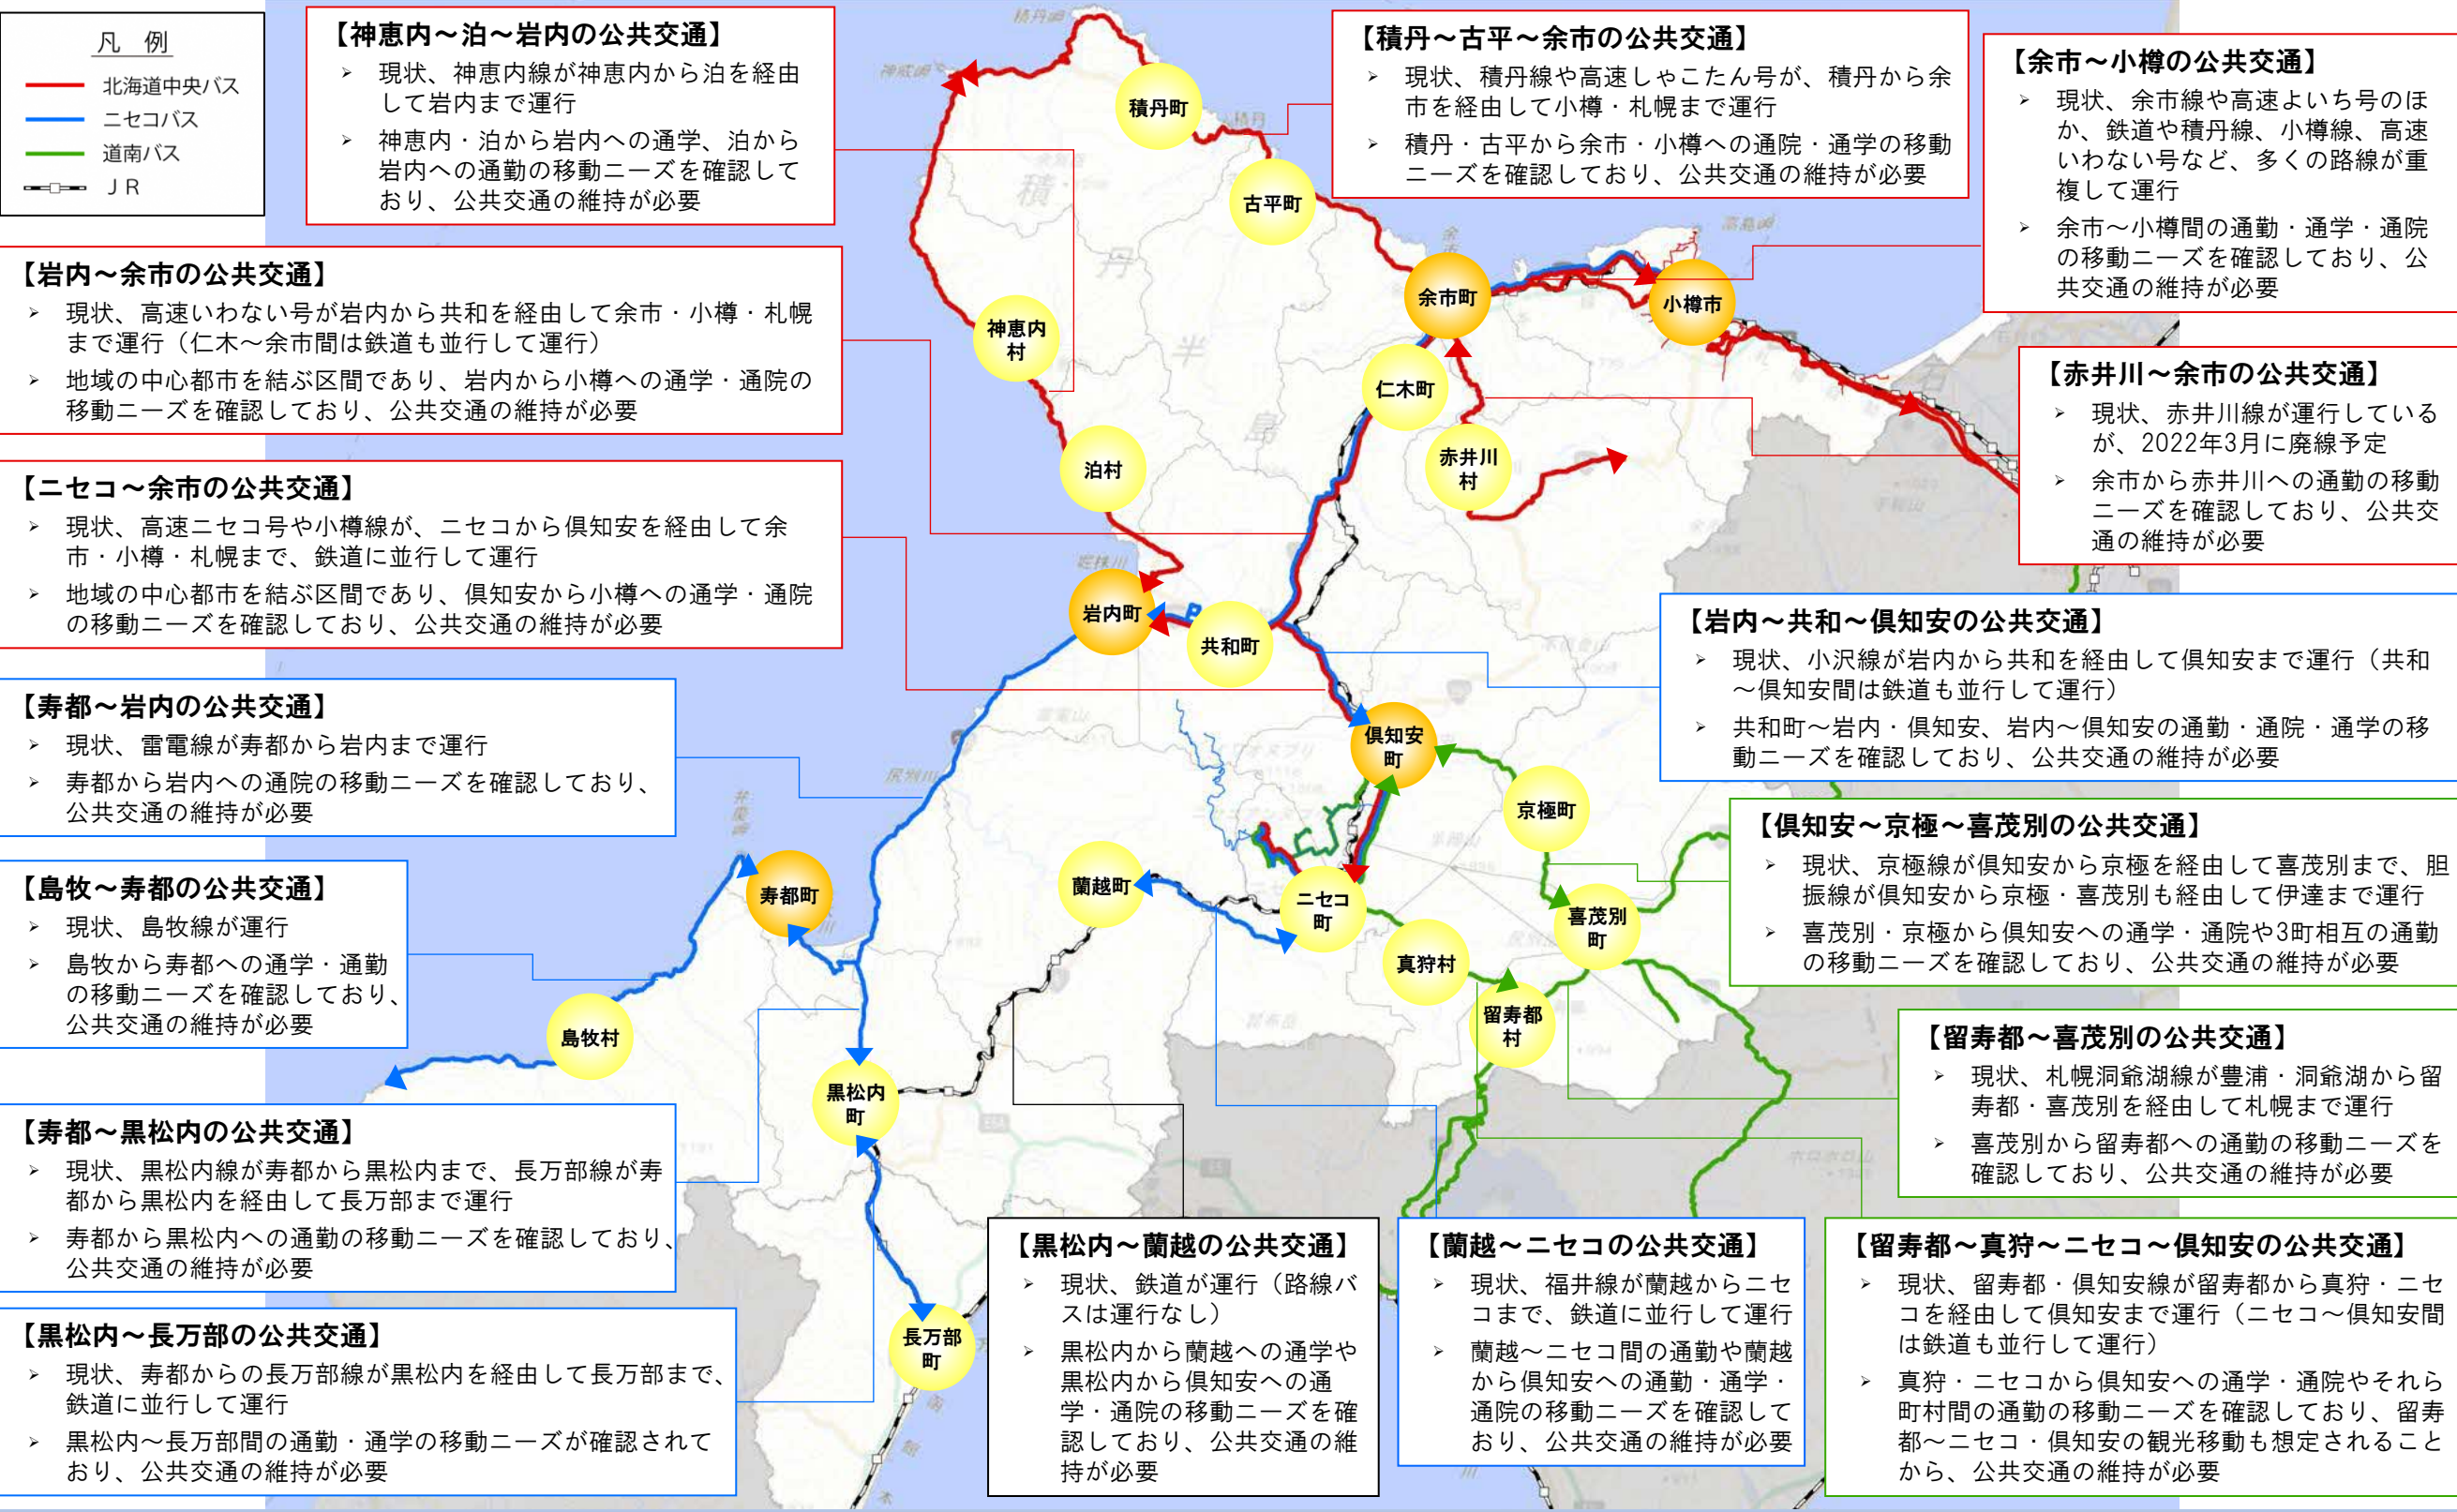 凡 例
北海道中央バス
ニセコバス
道南バス
ＪＲ
【神恵内～泊～岩内の公共交通】
➢ 現状、神恵内線が神恵内から泊を経由
して岩内まで運行
➢ 神恵内・泊から岩内への通学、泊から
岩内への通勤の移動ニーズを確認して
おり、公共交通の維持が必要
【積丹～古平～余市の公共交通】
➢ 現状、積丹線や高速しゃこたん号が、積丹から余
市を経由して小樽・札幌まで運行
➢ 積丹・古平から余市・小樽への通院・通学の移動
ニーズを確認しており、公共交通の維持が必要
【余市～小樽の公共交通】
➢ 現状、余市線や高速よいち号のほ
か、鉄道や積丹線、小樽線、高速
いわない号など、多くの路線が重
複して運行
➢ 余市～小樽間の通勤・通学・通院
の移動ニーズを確認しており、公
共交通の維持が必要
【岩内～余市の公共交通】
➢ 現状、高速いわない号が岩内から共和を経由して余市・小樽・札幌
まで運行（仁木～余市間は鉄道も並行して運行）
➢ 地域の中心都市を結ぶ区間であり、岩内から小樽への通学・通院の
移動ニーズを確認しており、公共交通の維持が必要
【赤井川～余市の公共交通】
➢ 現状、赤井川線が運行している
が、2022年3月に廃線予定
➢ 余市から赤井川への通勤の移動
ニーズを確認しており、公共交
通の維持が必要
【ニセコ～余市の公共交通】
➢ 現状、高速ニセコ号や小樽線が、ニセコから倶知安を経由して余
市・小樽・札幌まで、鉄道に並行して運行
➢ 地域の中心都市を結ぶ区間であり、倶知安から小樽への通学・通院
の移動ニーズを確認しており、公共交通の維持が必要
【岩内～共和～倶知安の公共交通】
➢ 現状、小沢線が岩内から共和を経由して倶知安まで運行（共和
～倶知安間は鉄道も並行して運行）
➢ 共和町～岩内・倶知安、岩内～倶知安の通勤・通院・通学の移
動ニーズを確認しており、公共交通の維持が必要
【寿都～岩内の公共交通】
➢ 現状、雷電線が寿都から岩内まで運行
➢ 寿都から岩内への通院の移動ニーズを確認しており、
公共交通の維持が必要
【倶知安～京極～喜茂別の公共交通】
➢ 現状、京極線が倶知安から京極を経由して喜茂別まで、胆
振線が倶知安から京極・喜茂別も経由して伊達まで運行
➢ 喜茂別・京極から倶知安への通学・通院や3町相互の通勤
の移動ニーズを確認しており、公共交通の維持が必要
【島牧～寿都の公共交通】
➢ 現状、島牧線が運行
➢ 島牧から寿都への通学・通勤
の移動ニーズを確認しており、
公共交通の維持が必要
【留寿都～喜茂別の公共交通】
➢ 現状、札幌洞爺湖線が豊浦・洞爺湖から留
寿都・喜茂別を経由して札幌まで運行
➢ 喜茂別から留寿都への通勤の移動ニーズを
確認しており、公共交通の維持が必要
【寿都～黒松内の公共交通】
➢ 現状、黒松内線が寿都から黒松内まで、長万部線が寿
都から黒松内を経由して長万部まで運行
➢ 寿都から黒松内への通勤の移動ニーズを確認しており、
公共交通の維持が必要
【黒松内～長万部の公共交通】
➢ 現状、寿都からの長万部線が黒松内を経由して長万部まで、
鉄道に並行して運行
➢ 黒松内～長万部間の通勤・通学の移動ニーズが確認されて
おり、公共交通の維持が必要
【黒松内～蘭越の公共交通】
➢ 現状、鉄道が運行（路線バ
スは運行なし）
➢ 黒松内から蘭越への通学や
黒松内から倶知安への通
学・通院の移動ニーズを確
認しており、公共交通の維
持が必要
【蘭越～ニセコの公共交通】
➢ 現状、福井線が蘭越からニセ
コまで、鉄道に並行して運行
➢ 蘭越～ニセコ間の通勤や蘭越
から倶知安への通勤・通学・
通院の移動ニーズを確認して
おり、公共交通の維持が必要
【留寿都～真狩～ニセコ～倶知安の公共交通】
➢ 現状、留寿都・倶知安線が留寿都から真狩・ニセ
コを経由して倶知安まで運行（ニセコ～倶知安間
は鉄道も並行して運行）
➢ 真狩・ニセコから倶知安への通学・通院やそれら
町村間の通勤の移動ニーズを確認しており、留寿
都～ニセコ・倶知安の観光移動も想定されること
から、公共交通の維持が必要
積丹町
古平町
余市町
小樽市
神恵内
村
仁木町
赤井川
村
泊村
岩内町
共和町
倶知安
町
京極町
寿都町
蘭越町
ニセコ
町
喜茂別
町
真狩村
留寿都
村
島牧村
黒松内
町
長万部
町
積丹岬
神威岬
積丹
高島岬
積
丹
半
島
尻別川
雷電山
昆布岳